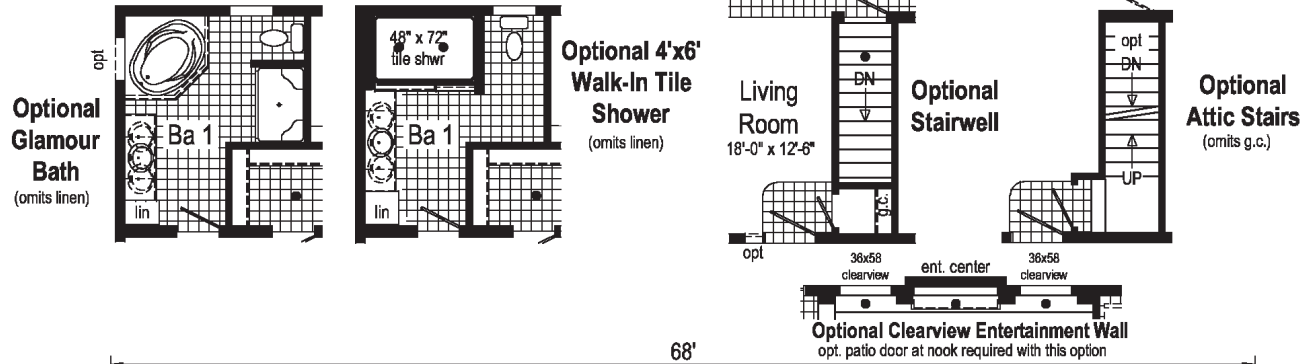 opt
Optional
Glamour
Bath
(omits linen)
Ba 1
lin
48" x 72"
tile shwr
Ba 1
lin
Optional 4'x6'
Walk-In Tile
Shower
(omits linen)
Living
Room
18'-0" x 12'-6"
DN
g.c.
opt
Optional
Stairwell
opt
DN
UP
Optional
Attic Stairs
(omits g.c.)
36x58
clearview
ent. center
36x58
clearview
Optional Clearview Entertainment Wall
opt. patio door at nook required with this option
68'